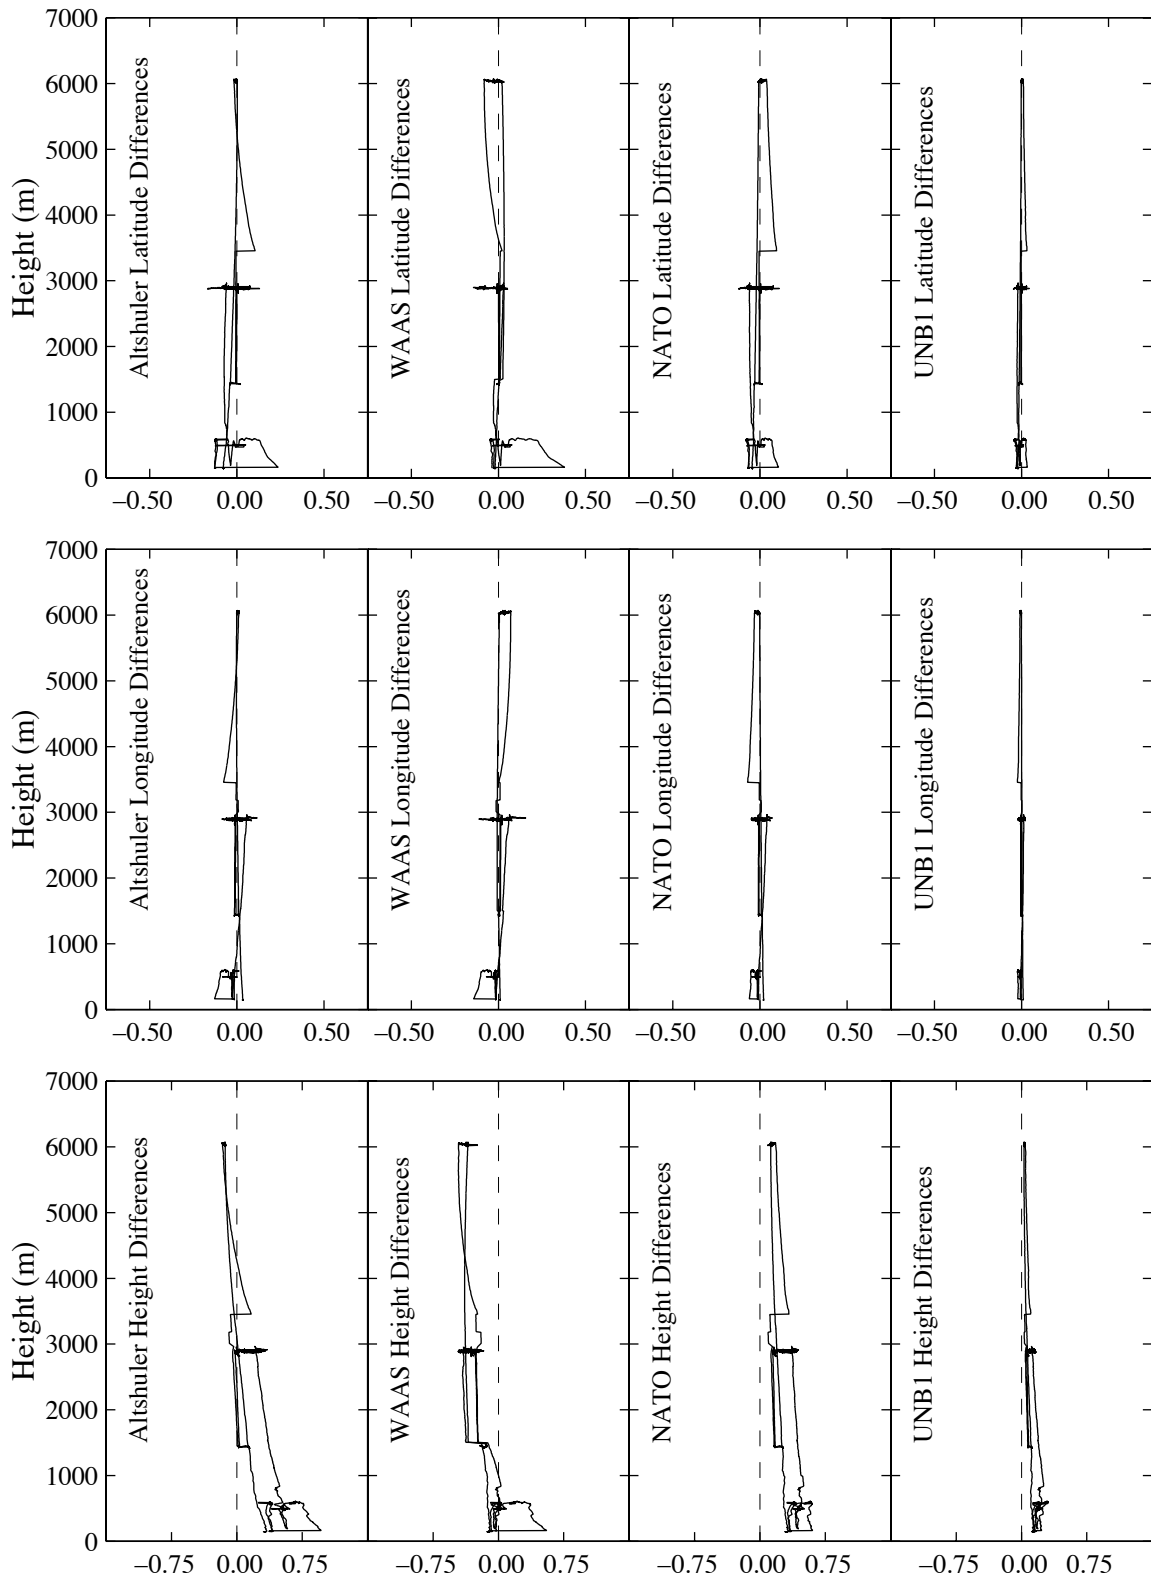 7000
6000
5000
4000
3000
2000
1000
0
Height (m)
Altshuler Latitude Differences
WAAS Latitude Differences
NATO Latitude Differences
UNB1 Latitude Differences
−0.50 0.00 0.50 −0.50 0.00 0.50 −0.50 0.00 0.50 −0.50 0.00 0.50
7000
6000
5000
4000
3000
2000
1000
0
Height (m)
Altshuler Longitude Differences
WAAS Longitude Differences
NATO Longitude Differences
UNB1 Longitude Differences
−0.50 0.00 0.50 −0.50 0.00 0.50 −0.50 0.00 0.50 −0.50 0.00 0.50
7000
6000
5000
4000
3000
2000
1000
0
Height (m)
Altshuler Height Differences
WAAS Height Differences
NATO Height Differences
UNB1 Height Differences
−0.75 0.00 0.75 −0.75 0.00 0.75 −0.75 0.00 0.75 −0.75 0.00 0.75